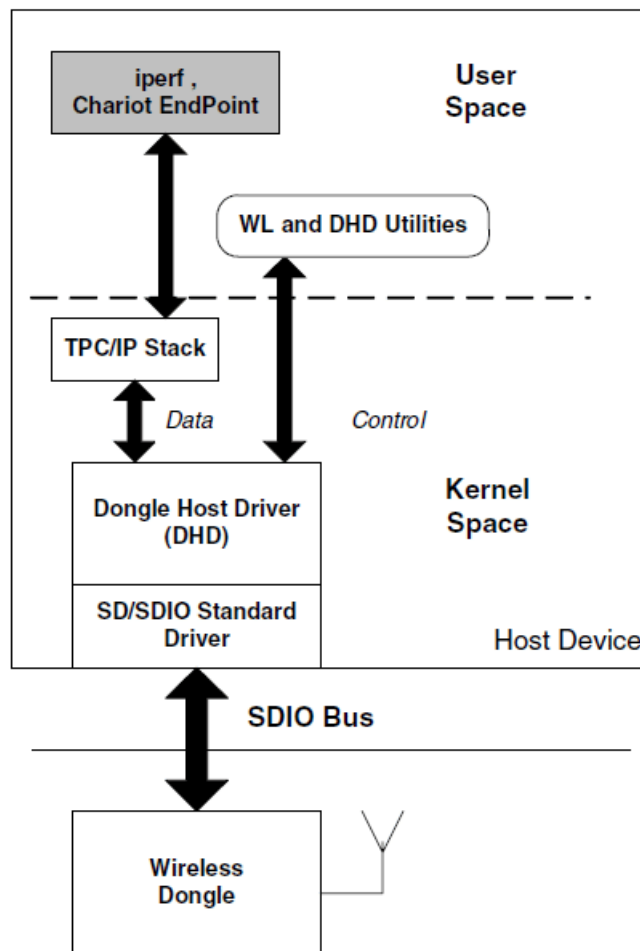 iperf ,
Chariot EndPoint
User
Space
WL and DHD Utilities
TPC/IP Stack
Data
Control
Dongle Host Driver
(DHD)
Kernel
Space
SD/SDIO Standard
Driver
Host Device
SDIO Bus
Wireless
Dongle